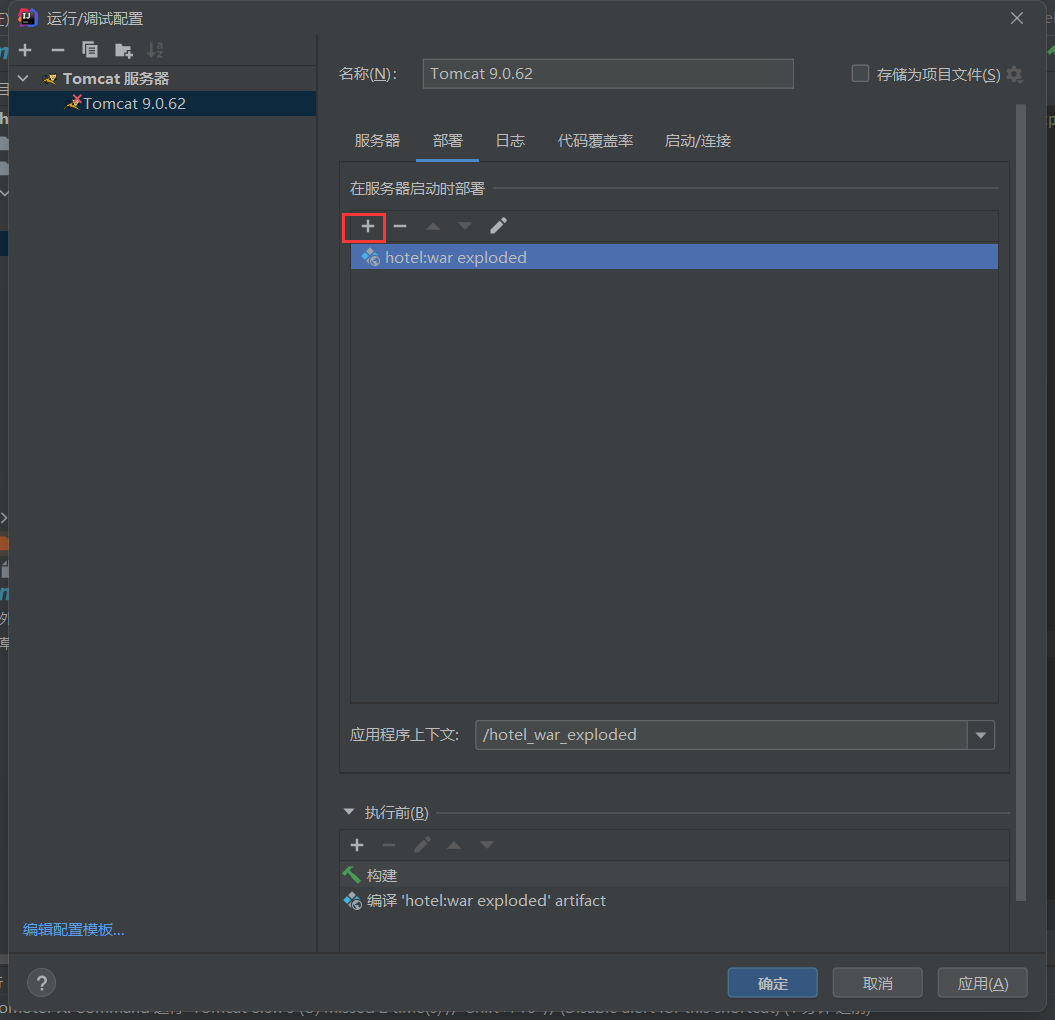 运行/调试配置
Tomcat 服务器
Tomcat 9.0.62
名称(N):
Tomcat 9.0.62
存储为项目文件(S)
服务器
部署
日志
代码覆盖率
启动/连接
在服务器启动时部署
hotel:war exploded
应用程序上下文:
/hotel_war_exploded
执行前(B)
构建
编译 'hotel:war exploded' artifact
编辑配置模板...
?
确定
取消
应用(A)